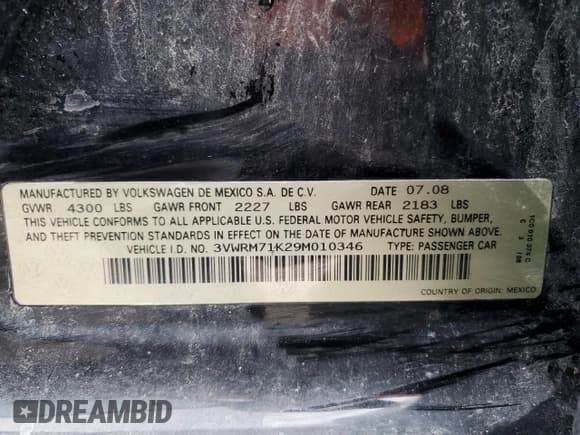 MANUFACTURED BY VOLKSWAGEN DE MEXICO S.A. DE C.V. DATE 07.08
GVWR 4300 LBS GAWR FRONT 2227 LBS GAWR REAR 2183 LBS
THIS VEHICLE CONFORMS TO ALL APPLICABLE U.S. FEDERAL MOTOR VEHICLE SAFETY, BUMPER,
AND THEFT PREVENTION STANDARDS IN EFFECT ON THE DATE OF MANUFACTURE SHOWN ABOVE.
VEHICLE I.D. NO. 3VWRM71K29M010346 TYPE: PASSENGER CAR
COUNTRY OF ORIGIN: MEXICO
DREAMBID